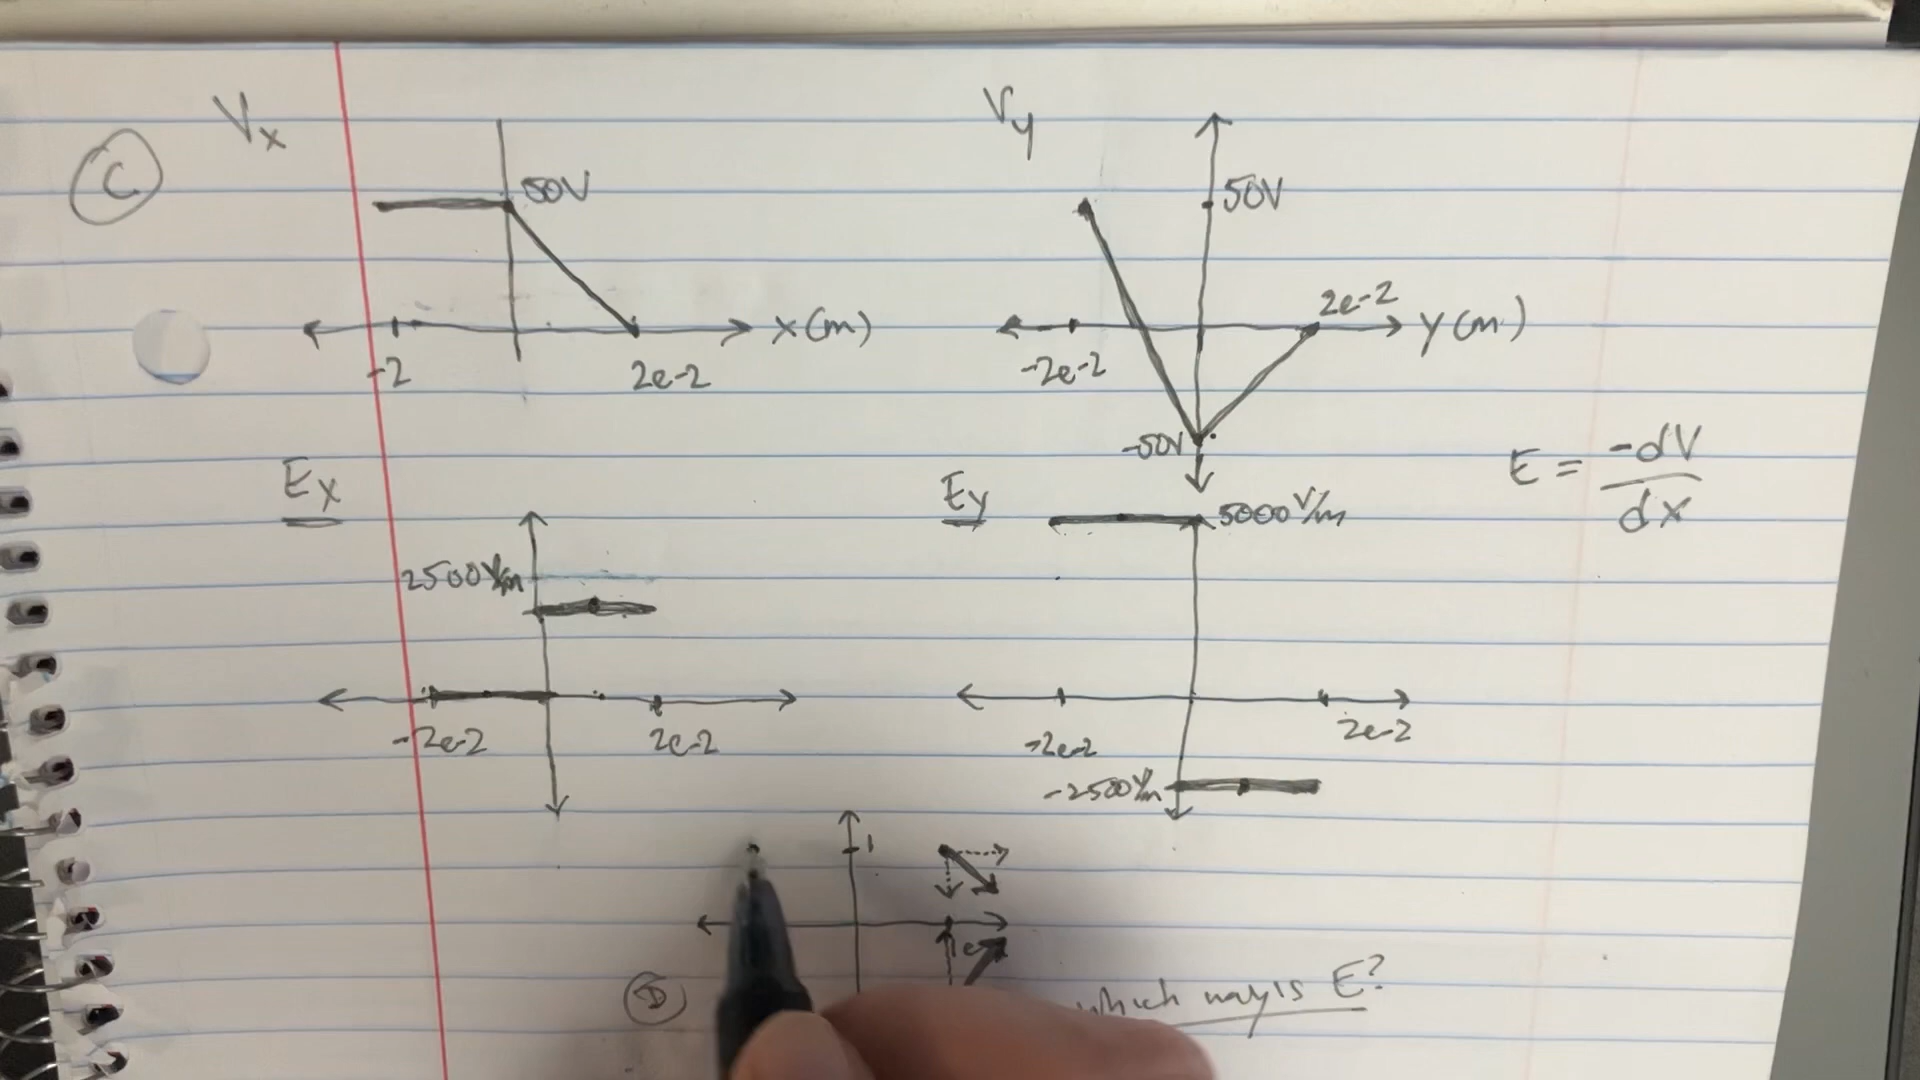 C
Vx
50V
-2
2e-2
x(m)
Vy
50V
2e-2
-2e-2
y(m)
-50V
E = -dV/dx
Ex
2500 V/m
-2e-2
2e-2
Ey
5000 V/m
-2e-2
2e-2
-2500 V/m
1
D
which way is E?